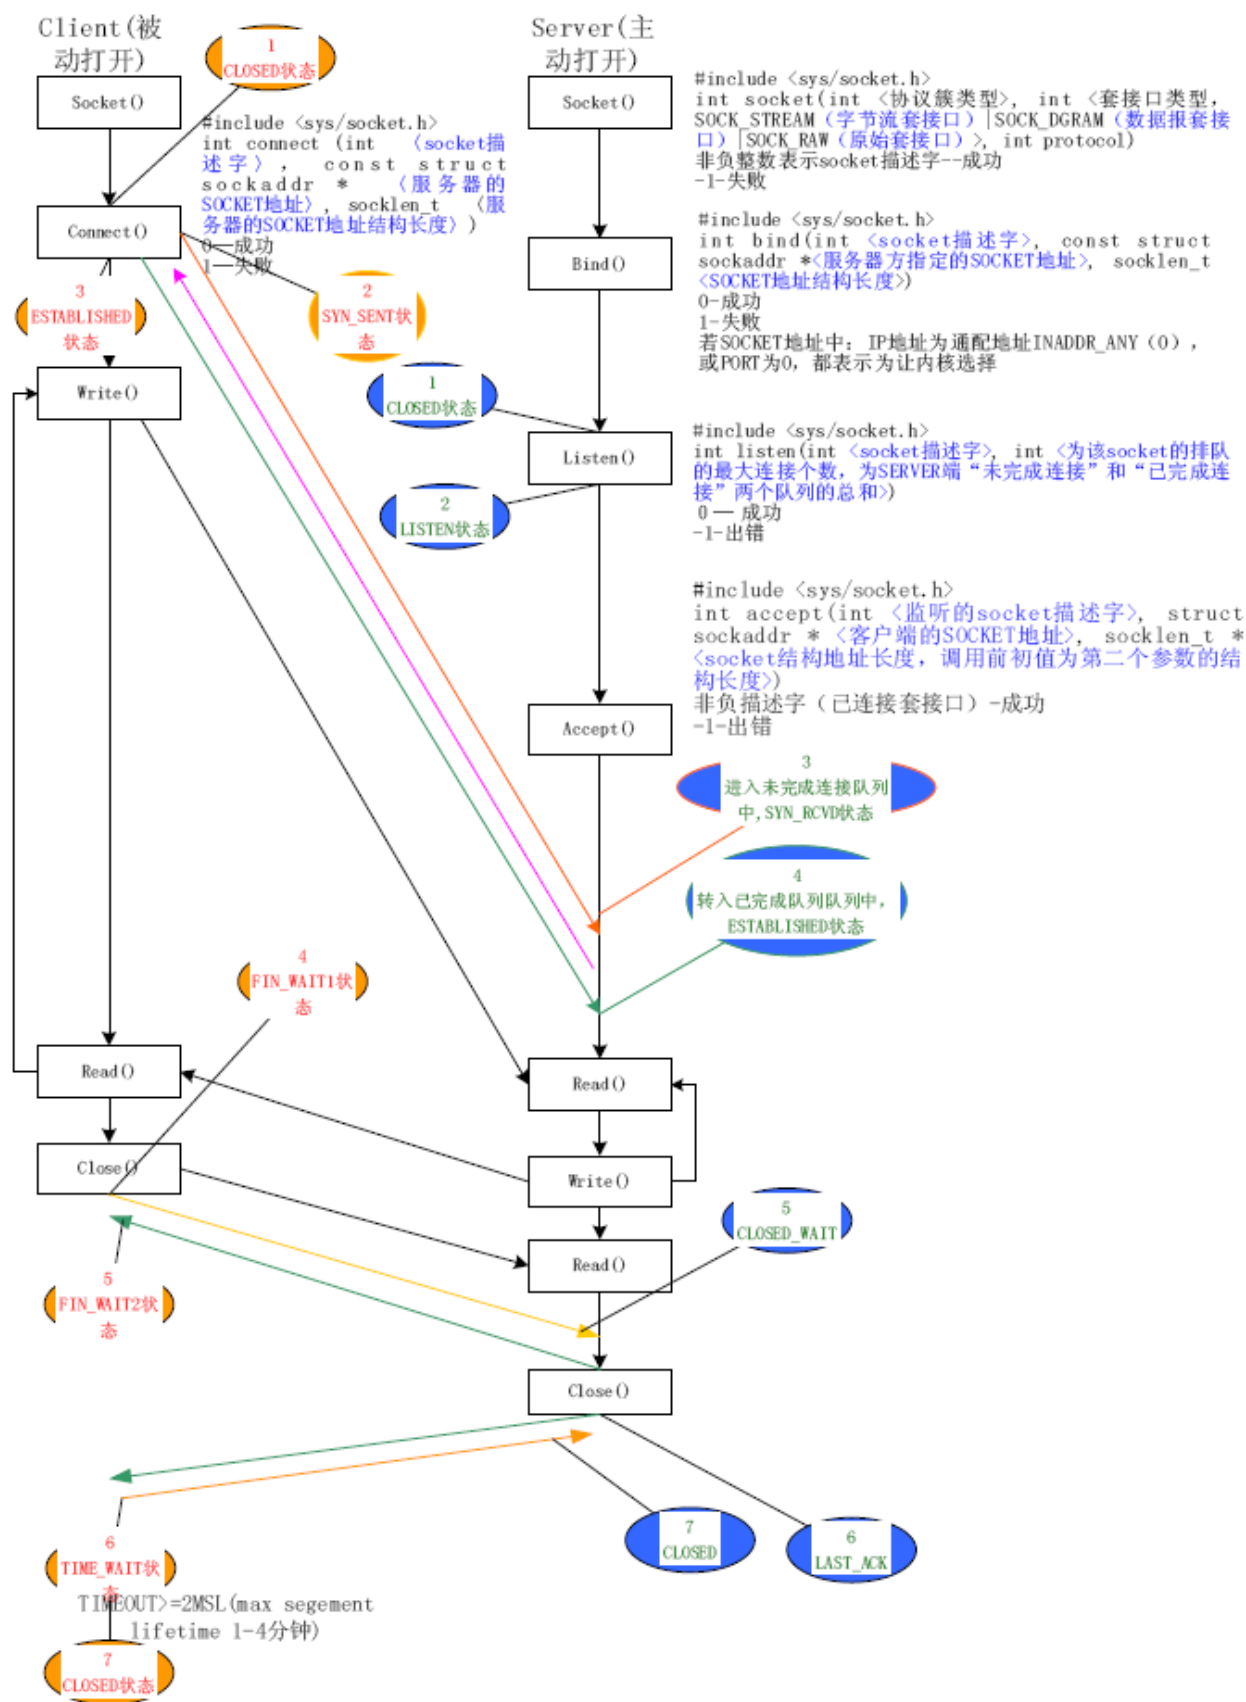 Client(被
动打开)
Server(主
动打开)
1
CLOSED状态
Socket()
Socket()
#include <sys/socket.h>
int socket(int <协议簇类型>, int <套接口类型,
SOCK_STREAM（字节流套接口）|SOCK_DGRAM（数据报套接
口）|SOCK_RAW（原始套接口）>, int protocol)
非负整数表示socket描述字--成功
-1-失败
#include <sys/socket.h>
int connect (int 〈socket描
述字〉, const struct
sockaddr * 〈服务器的
SOCKET地址〉, socklen_t 〈服
务器的SOCKET地址结构长度〉)
0—成功
1—失败
Connect()
Bind()
#include <sys/socket.h>
int bind(int <socket描述字>, const struct
sockaddr *<服务器方指定的SOCKET地址>, socklen_t
<SOCKET地址结构长度>)
0-成功
1-失败
若SOCKET地址中: IP地址为通配地址INADDR_ANY（0）,
或PORT为0, 都表示为让内核选择
3
ESTABLISHED
状态
2
SYN_SENT状
态
Write()
1
CLOSED状态
Listen()
#include <sys/socket.h>
int listen(int <socket描述字>, int <为该socket的排队
的最大连接个数, 为SERVER端“未完成连接”和“已完成连
接”两个队列的总和>)
0 — 成功
-1-出错
2
LISTEN状态
#include <sys/socket.h>
int accept(int <监听的socket描述字>, struct
sockaddr * <客户端的SOCKET地址>, socklen_t *
<socket结构地址长度, 调用前初值为第二个参数的结
构长度>)
非负描述字（已连接套接口）-成功
-1-出错
Accept()
3
进入未完成连接队列
中,SYN_RCVD状态
4
转入已完成队列队列中,
ESTABLISHED状态
4
FIN_WAIT1状
态
Read()
Read()
Close()
Write()
5
CLOSED_WAIT
Read()
5
FIN_WAIT2状
态
Close()
7
CLOSED
6
LAST_ACK
6
TIME_WAIT状
态
TIMEOUT>=2MSL(max segement
lifetime 1-4分钟)
7
CLOSED状态